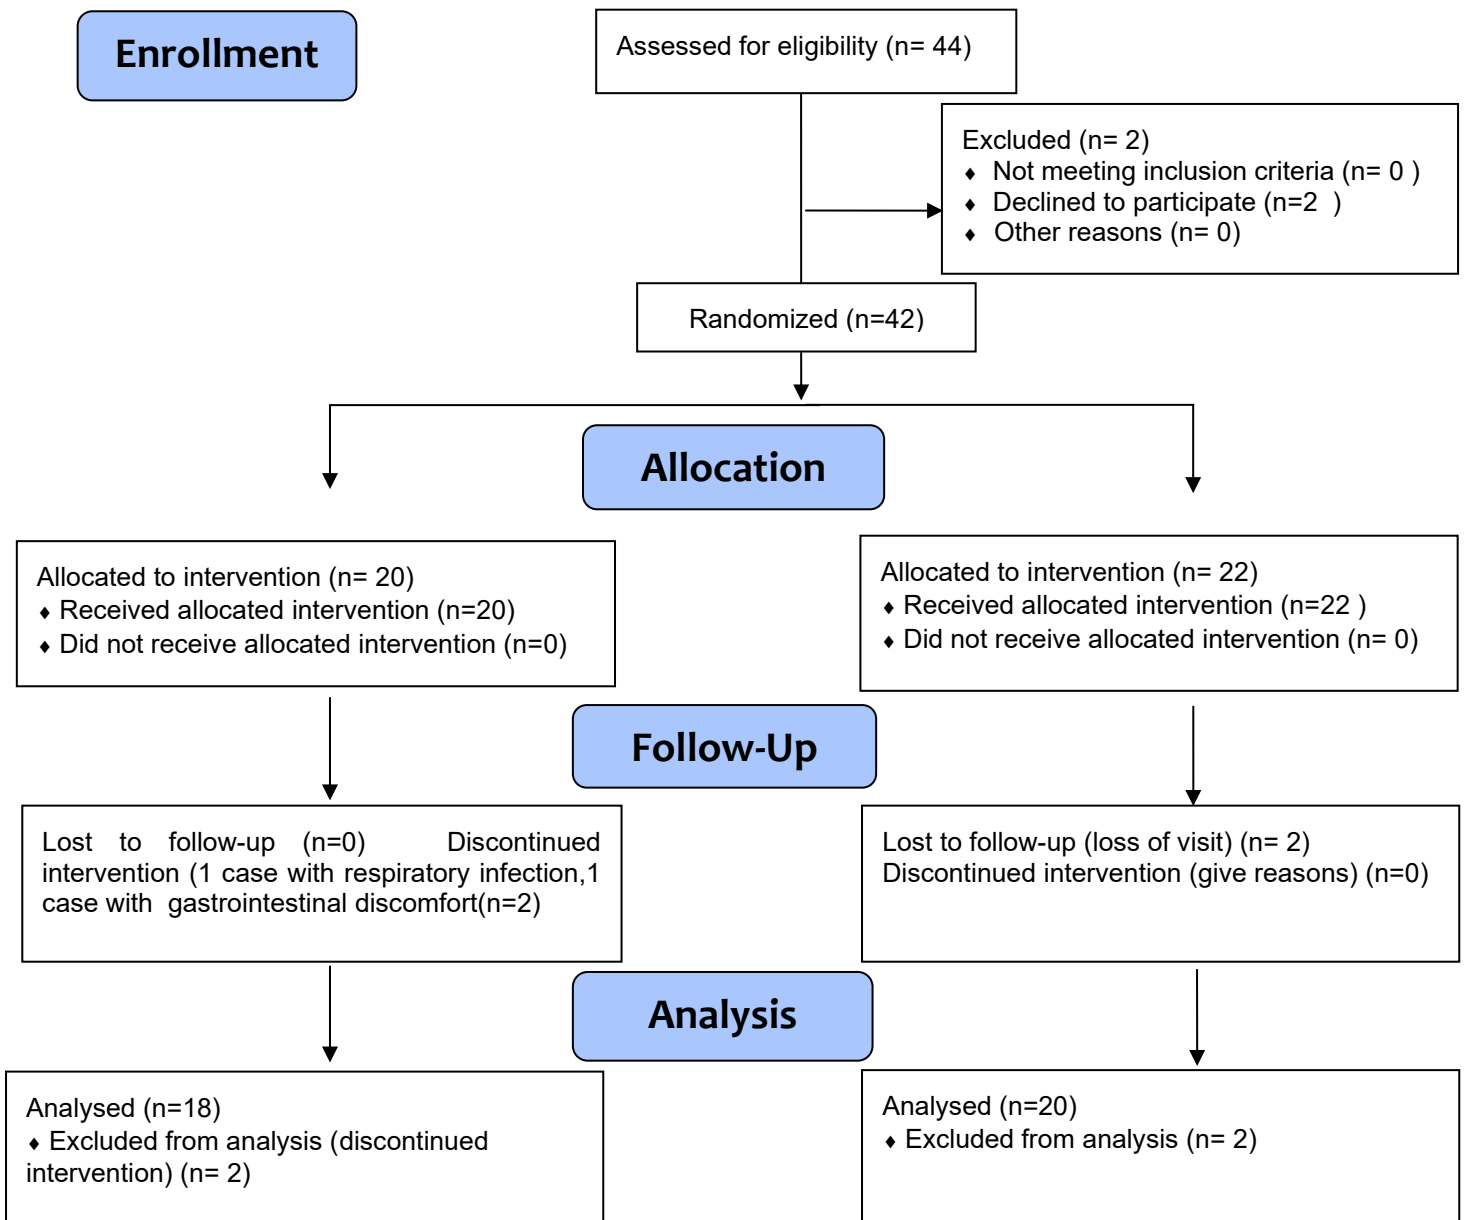 Enrollment
Assessed for eligibility (n= 44)
Excluded (n= 2)
♦ Not meeting inclusion criteria (n= 0 )
♦ Declined to participate (n=2 )
♦ Other reasons (n= 0)
Randomized (n=42)
Allocation
Allocated to intervention (n= 20)
♦ Received allocated intervention (n=20)
♦ Did not receive allocated intervention (n=0)
Allocated to intervention (n= 22)
♦ Received allocated intervention (n=22 )
♦ Did not receive allocated intervention (n= 0)
Follow-Up
Lost to follow-up (n=0) Discontinued
intervention (1 case with respiratory infection,1
case with gastrointestinal discomfort(n=2)
Lost to follow-up (loss of visit) (n= 2)
Discontinued intervention (give reasons) (n=0)
Analysis
Analysed (n=18)
♦ Excluded from analysis (discontinued
intervention) (n= 2)
Analysed (n=20)
♦ Excluded from analysis (n= 2)